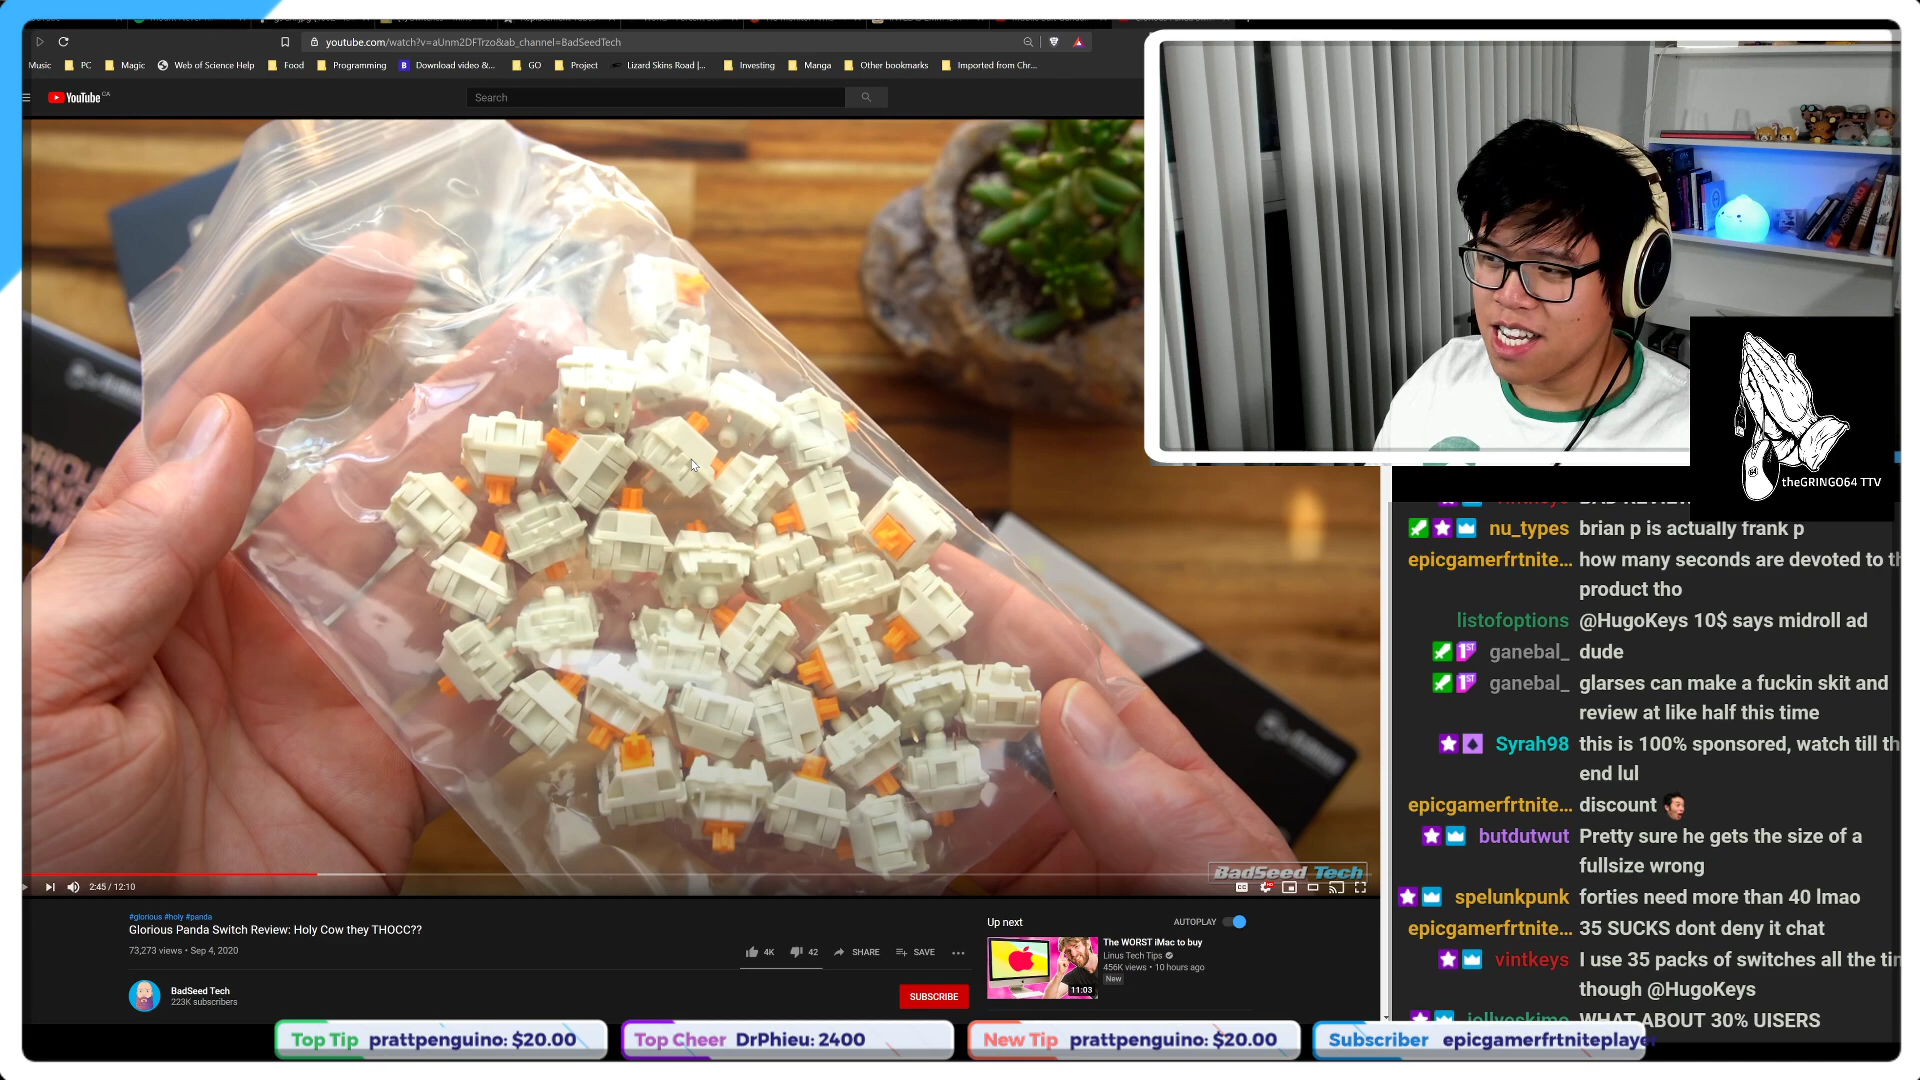 youtube.com/watch?v=aUnm2DFTrzo&ab_channel=BadSeedTech
Music PC Magic Web of Science Help Food Programming Download video &... GO Project Lizard Skins Road |... Investing Manga Other bookmarks Imported from Chr...
YouTube CA
Search
BadSeed Tech
2:45 / 12:10
#glorious #holy #panda
Glorious Panda Switch Review: Holy Cow they THOCC??
73,273 views • Sep 4, 2020
4K 42 SHARE SAVE
BadSeed Tech
223K subscribers
SUBSCRIBE
Up next
AUTOPLAY
The WORST iMac to buy
Linus Tech Tips
456K views • 10 hours ago
New
11:03
theGRINGO64 TTV
nu_types brian p is actually frank p
epicgamerfrtnite... how many seconds are devoted to th
product tho
listofoptions @HugoKeys 10$ says midroll ad
ganebal_ dude
ganebal_ glarses can make a fuckin skit and
review at like half this time
Syrah98 this is 100% sponsored, watch till th
end lul
epicgamerfrtnite... discount
butdutwut Pretty sure he gets the size of a
fullsize wrong
spelunkpunk forties need more than 40 lmao
epicgamerfrtnite... 35 SUCKS dont deny it chat
vintkeys I use 35 packs of switches all the tim
though @HugoKeys
WHAT ABOUT 30% UISERS
Top Tip prattpenguino: $20.00
Top Cheer DrPhieu: 2400
New Tip prattpenguino: $20.00
Subscriber epicgamerfrtniteplayer